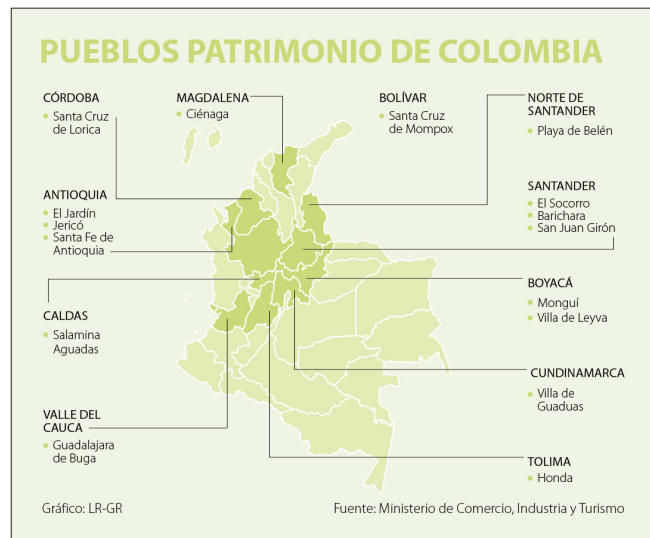 PUEBLOS PATRIMONIO DE COLOMBIA
CÓRDOBA
Santa Cruz
de Lorica
MAGDALENA
Ciénaga
BOLÍVAR
Santa Cruz
de Mompox
NORTE DE
SANTANDER
Playa de Belén
ANTIOQUIA
El Jardín
Jericó
Santa Fe de
Antioquia
SANTANDER
El Socorro
Barichara
San Juan Girón
CALDAS
Salamina
Aguadas
BOYACÁ
Monguí
Villa de Leyva
CUNDINAMARCA
Villa de
Guaduas
VALLE DEL
CAUCA
Guadalajara
de Buga
TOLIMA
Honda
Gráfico: LR-GR
Fuente: Ministerio de Comercio, Industria y Turismo